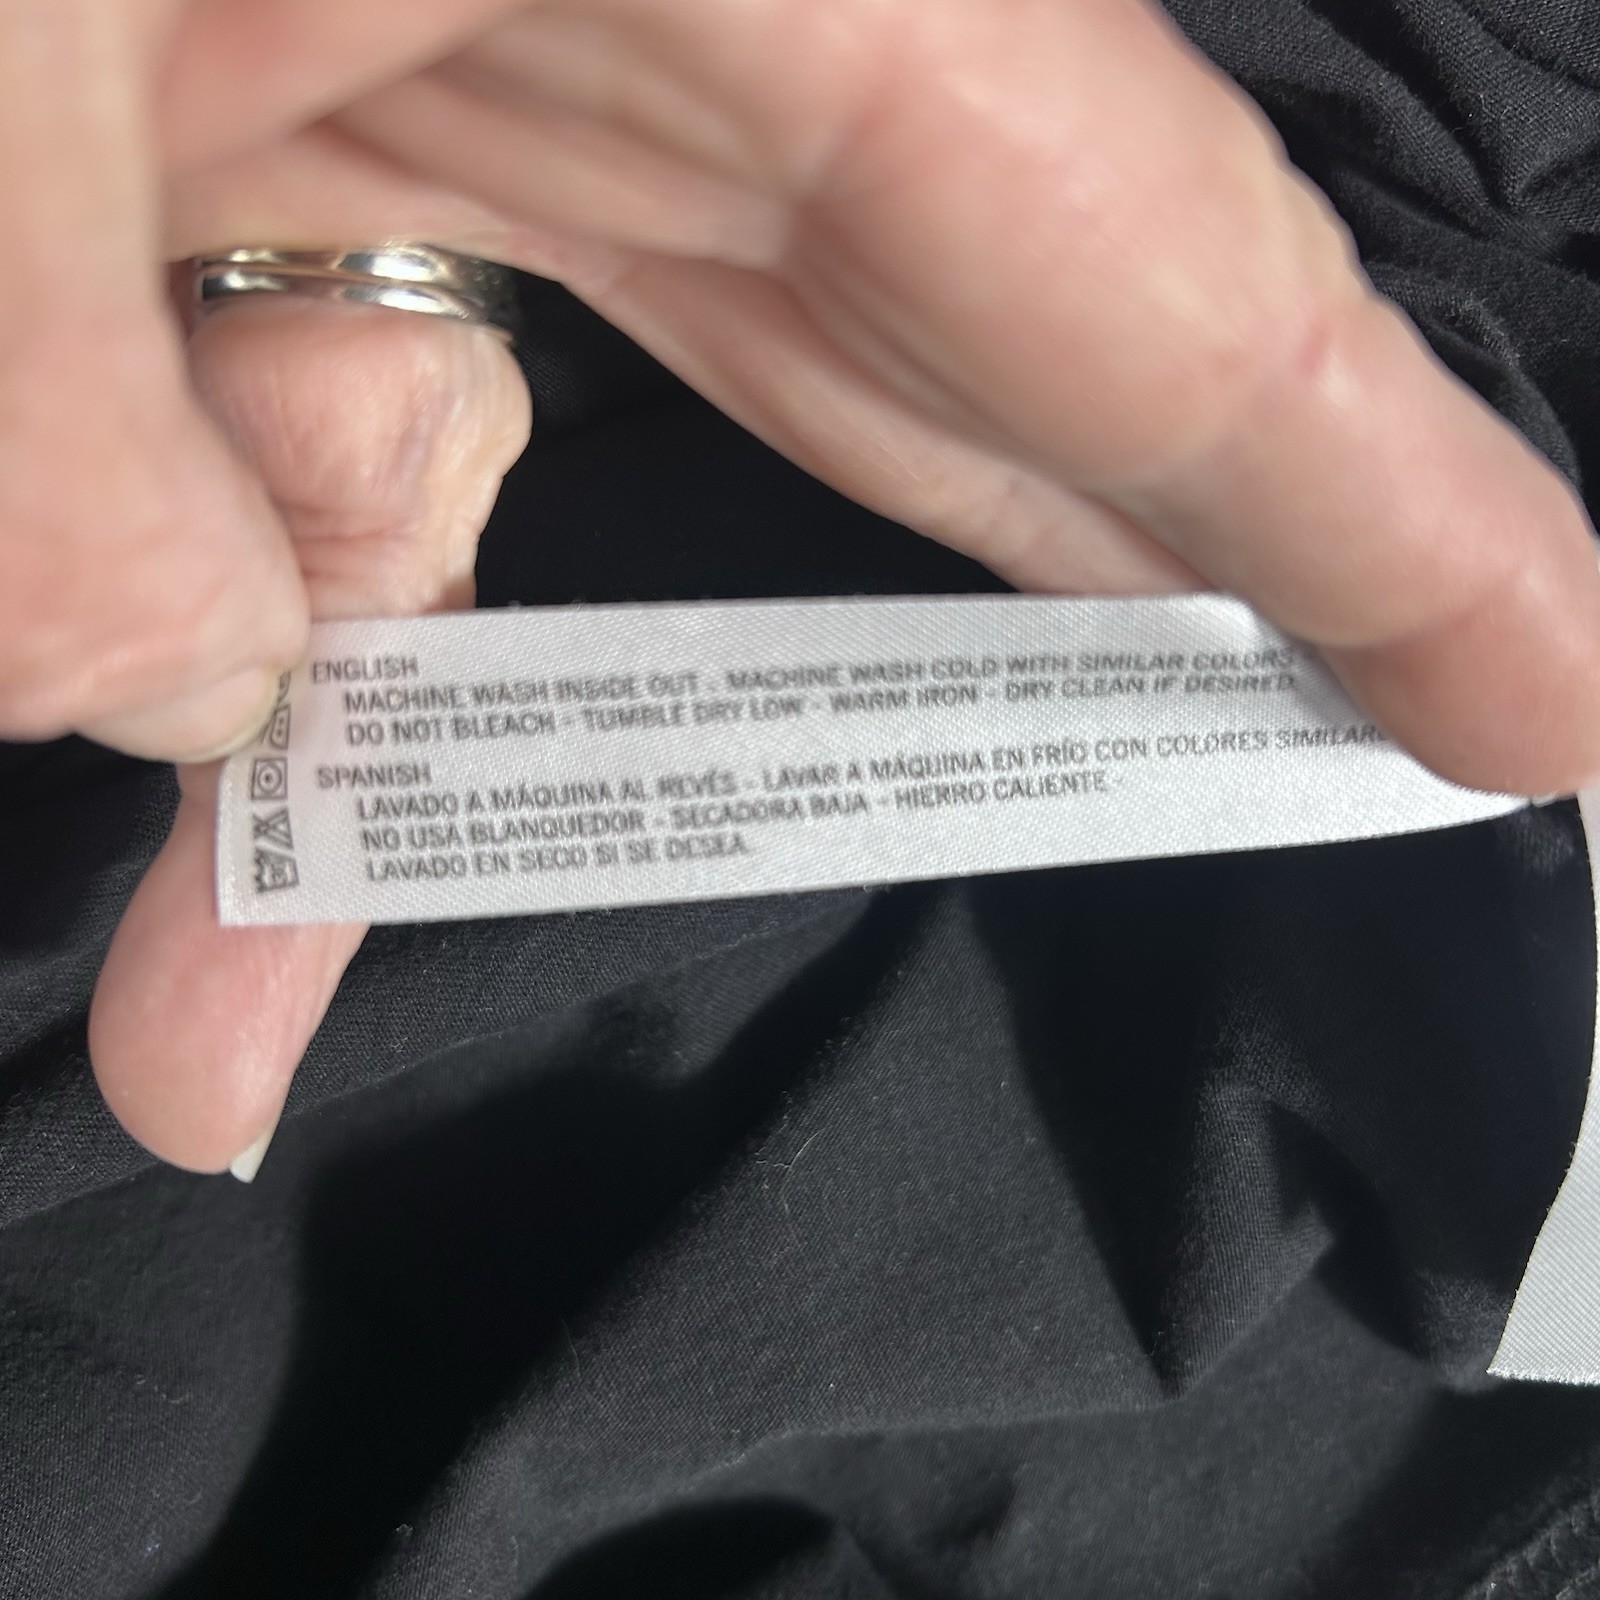 ENGLISH
MACHINE WASH INSIDE OUT - MACHINE WASH COLD WITH SIMILAR COLORS
DO NOT BLEACH - TUMBLE DRY LOW - WARM IRON - DRY CLEAN IF DESIRED.
SPANISH
LAVADO A MÁQUINA AL REVÉS - LAVAR A MÁQUINA EN FRÍO CON COLORES
NO USA BLANQUEDOR - SECADORA BAJA - HIERRO CALIENTE -
LAVADO EN SECO SI SE DESEA.